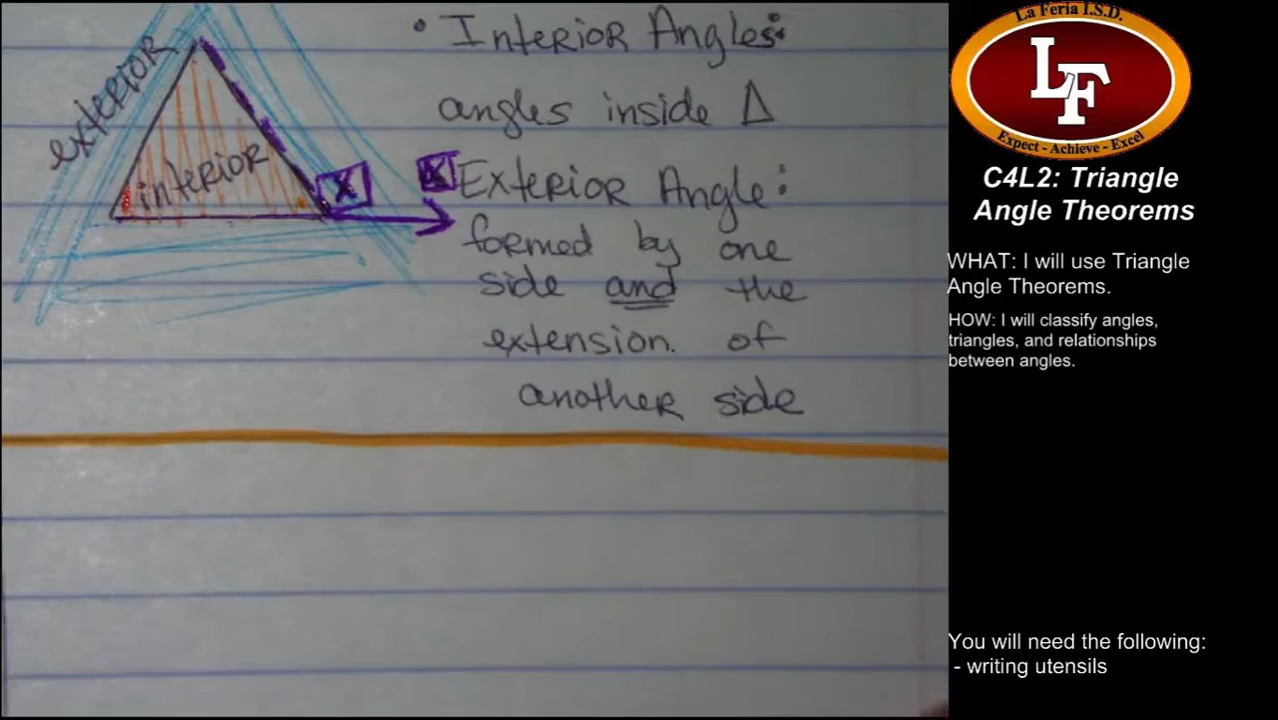 exterior
interior
X
• Interior Angles:
angles inside Δ
X Exterior Angle:
formed by one
side and the
extension of
another side
La Feria I.S.D.
LF
Expect - Achieve - Excel
C4L2: Triangle
Angle Theorems
WHAT: I will use Triangle
Angle Theorems.
HOW: I will classify angles,
triangles, and relationships
between angles.
You will need the following:
- writing utensils